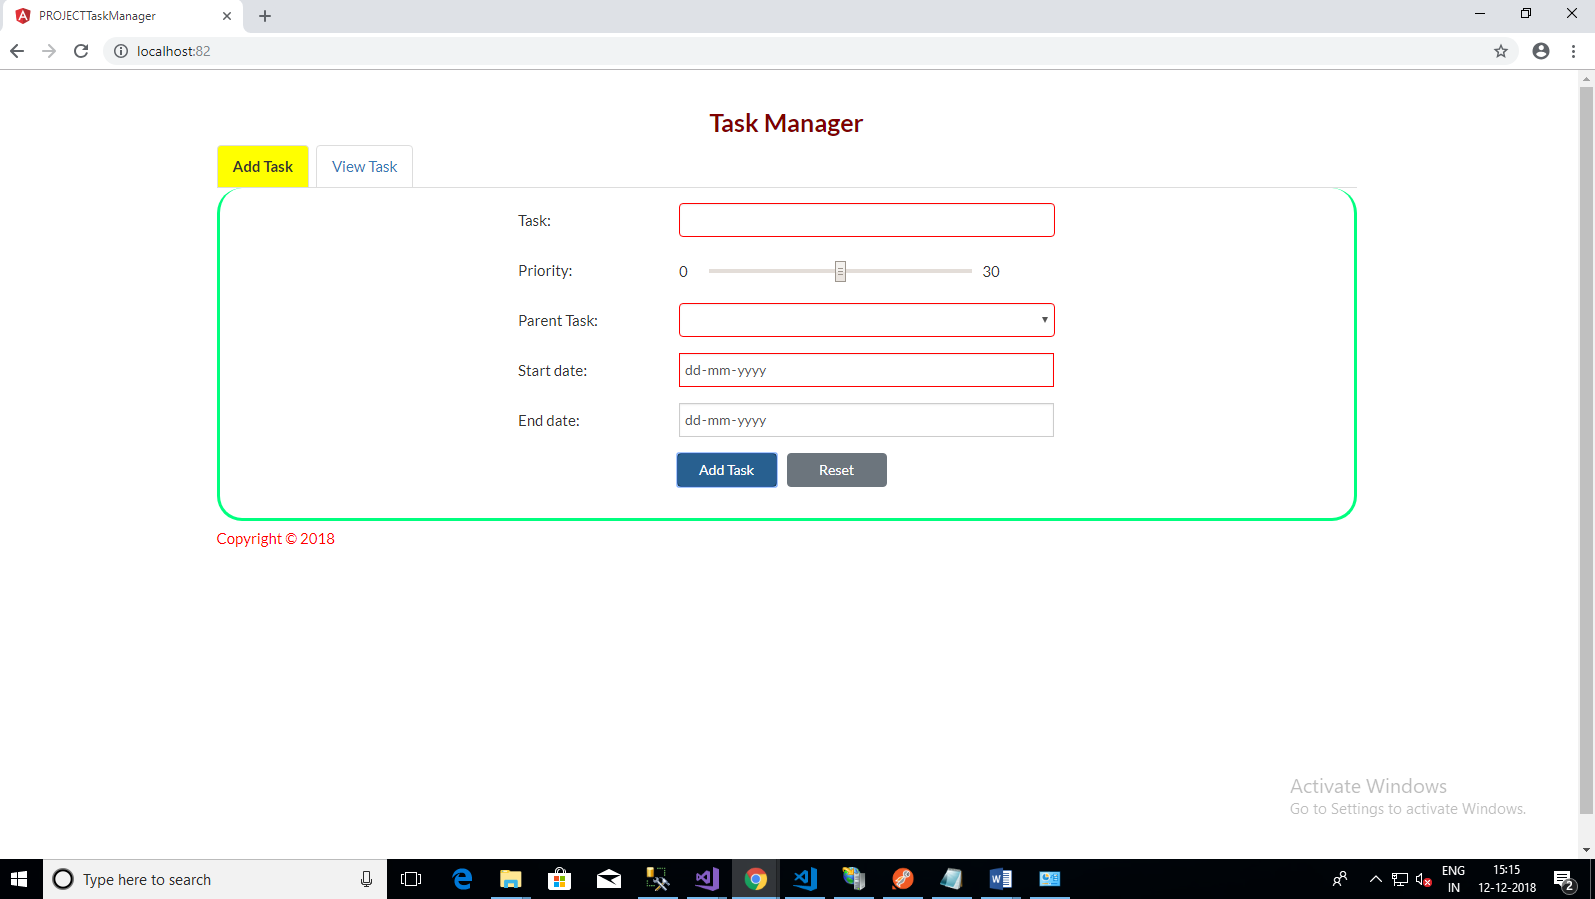 PROJECTTaskManager
localhost:82
Task Manager
Add Task View Task
Task:
Priority: 0 30
Parent Task:
Start date: dd-mm-yyyy
End date: dd-mm-yyyy
Add Task Reset
Copyright © 2018
Activate Windows
Go to Settings to activate Windows.
Type here to search
ENG 15:15
IN 12-12-2018
2